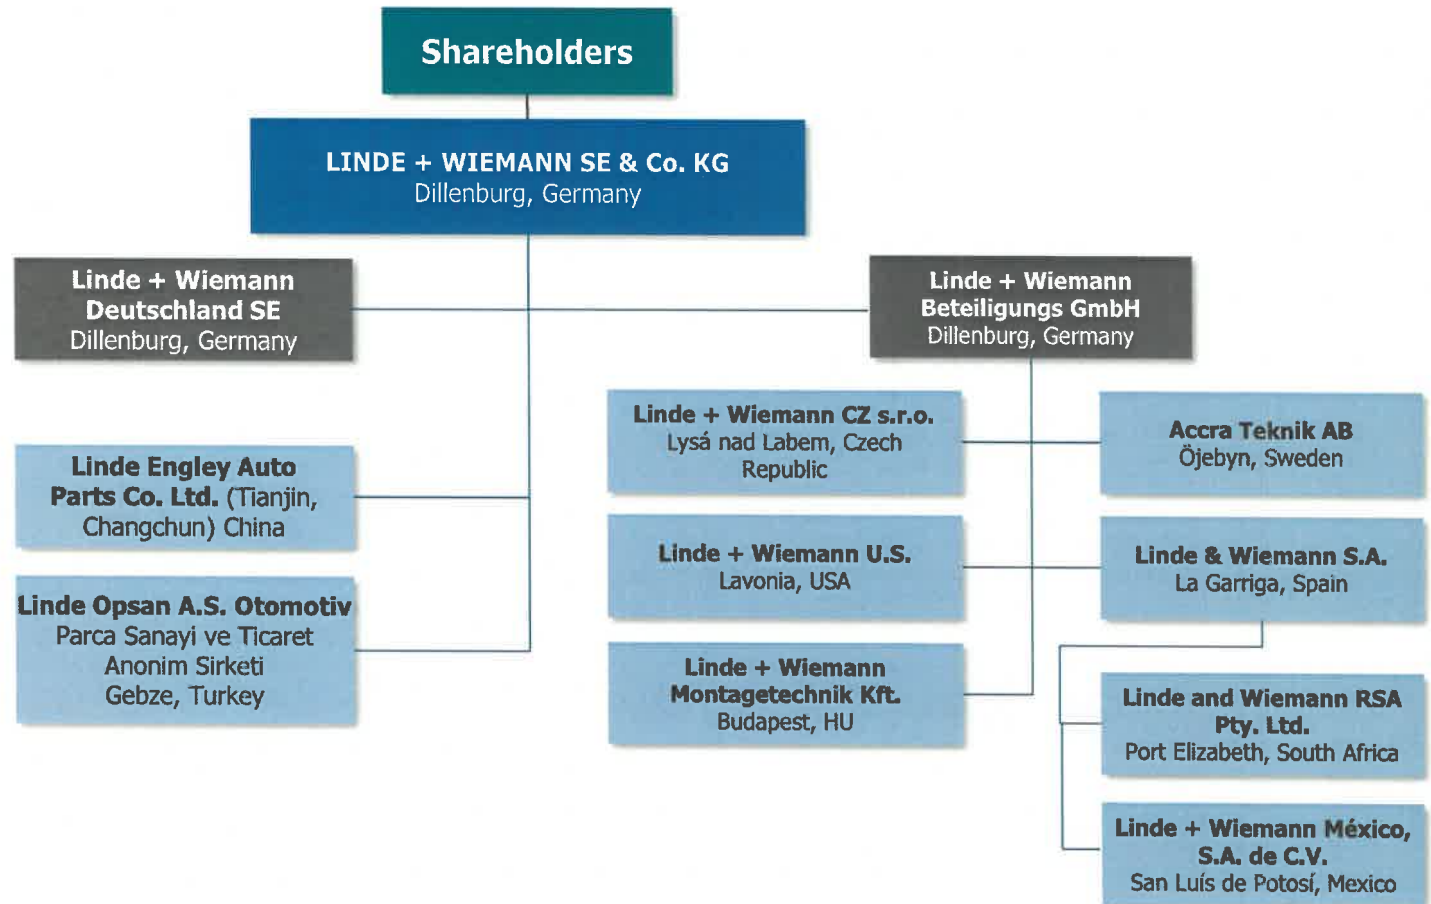 Shareholders
LINDE + WIEMANN SE & Co. KG
Dillenburg, Germany
Linde + Wiemann
Deutschland SE
Dillenburg, Germany
Linde + Wiemann
Beteiligungs GmbH
Dillenburg, Germany
Linde Engley Auto
Parts Co. Ltd. (Tianjin,
Changchun) China
Linde Opsan A.S. Otomotiv
Parca Sanayi ve Ticaret
Anonim Sirketi
Gebze, Turkey
Linde + Wiemann CZ s.r.o.
Lysá nad Labem, Czech
Republic
Accra Teknik AB
Öjebyn, Sweden
Linde + Wiemann U.S.
Lavonia, USA
Linde & Wiemann S.A.
La Garriga, Spain
Linde + Wiemann
Montagetechnik Kft.
Budapest, HU
Linde and Wiemann RSA
Pty. Ltd.
Port Elizabeth, South Africa
Linde + Wiemann México,
S.A. de C.V.
San Luís de Potosí, Mexico